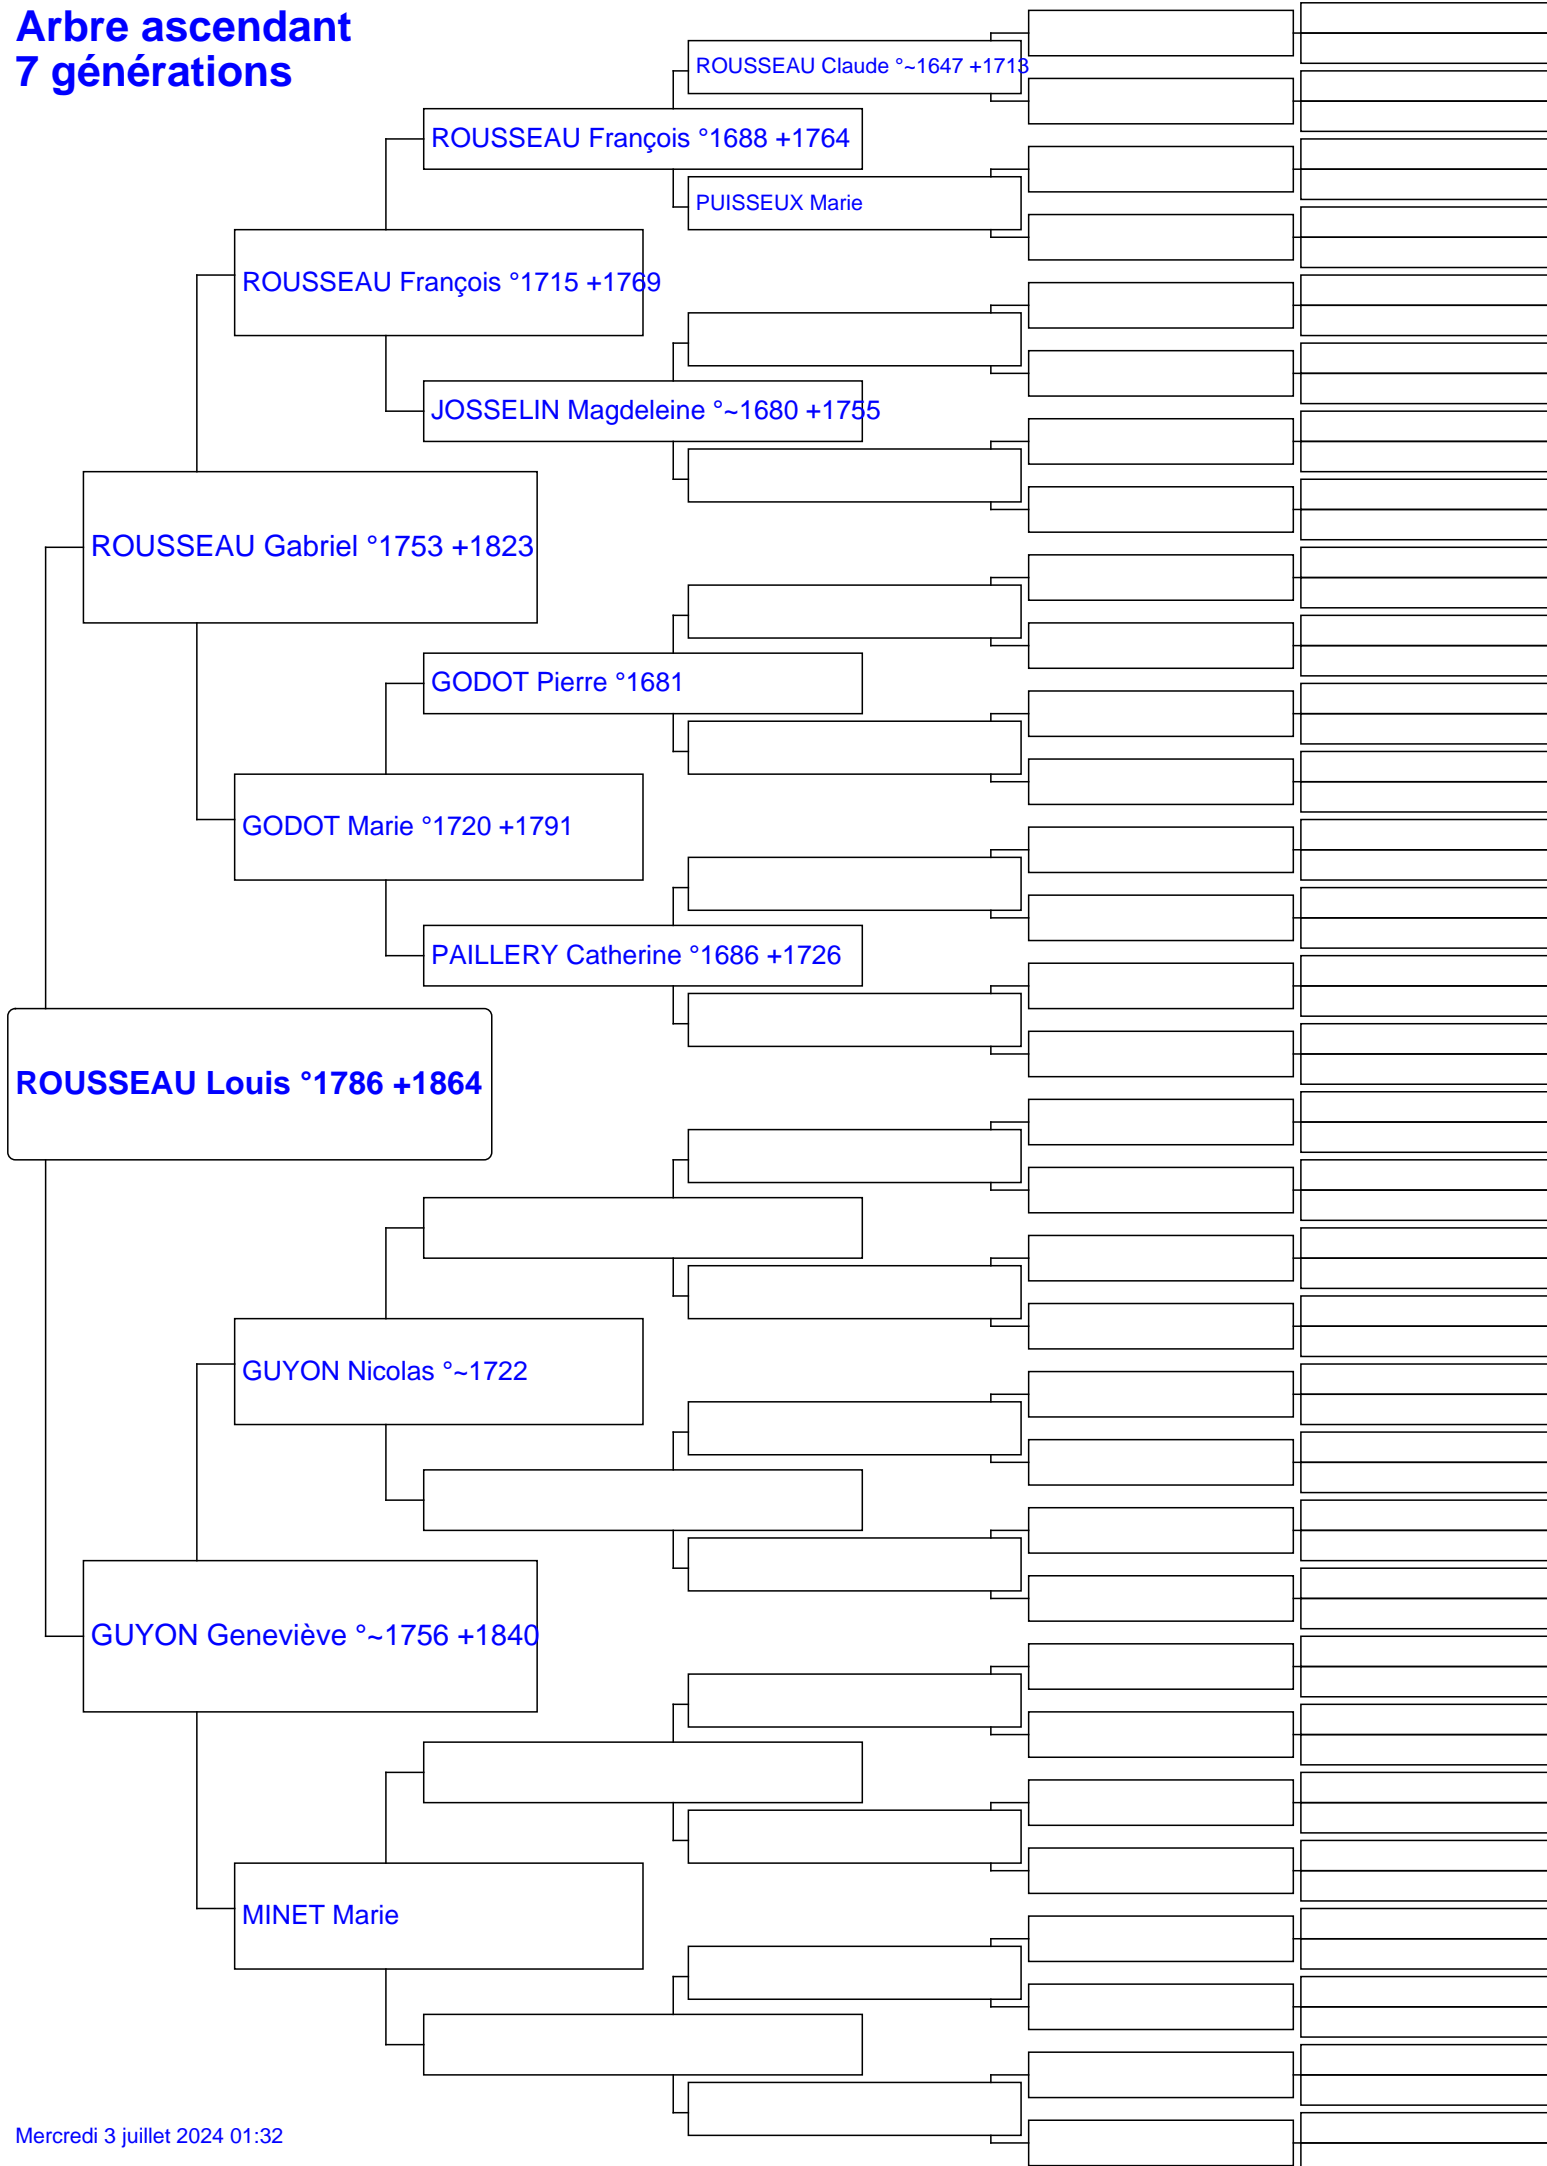 Arbre ascendant
7 générations
ROUSSEAU Claude °~1647 +1713
ROUSSEAU François °1688 +1764
PUISSEUX Marie
ROUSSEAU François °1715 +1769
JOSSELIN Magdeleine °~1680 +1755
ROUSSEAU Gabriel °1753 +1823
GODOT Pierre °1681
GODOT Marie °1720 +1791
PAILLERY Catherine °1686 +1726
ROUSSEAU Louis °1786 +1864
GUYON Nicolas °~1722
GUYON Geneviève °~1756 +1840
MINET Marie
Mercredi 3 juillet 2024 01:32